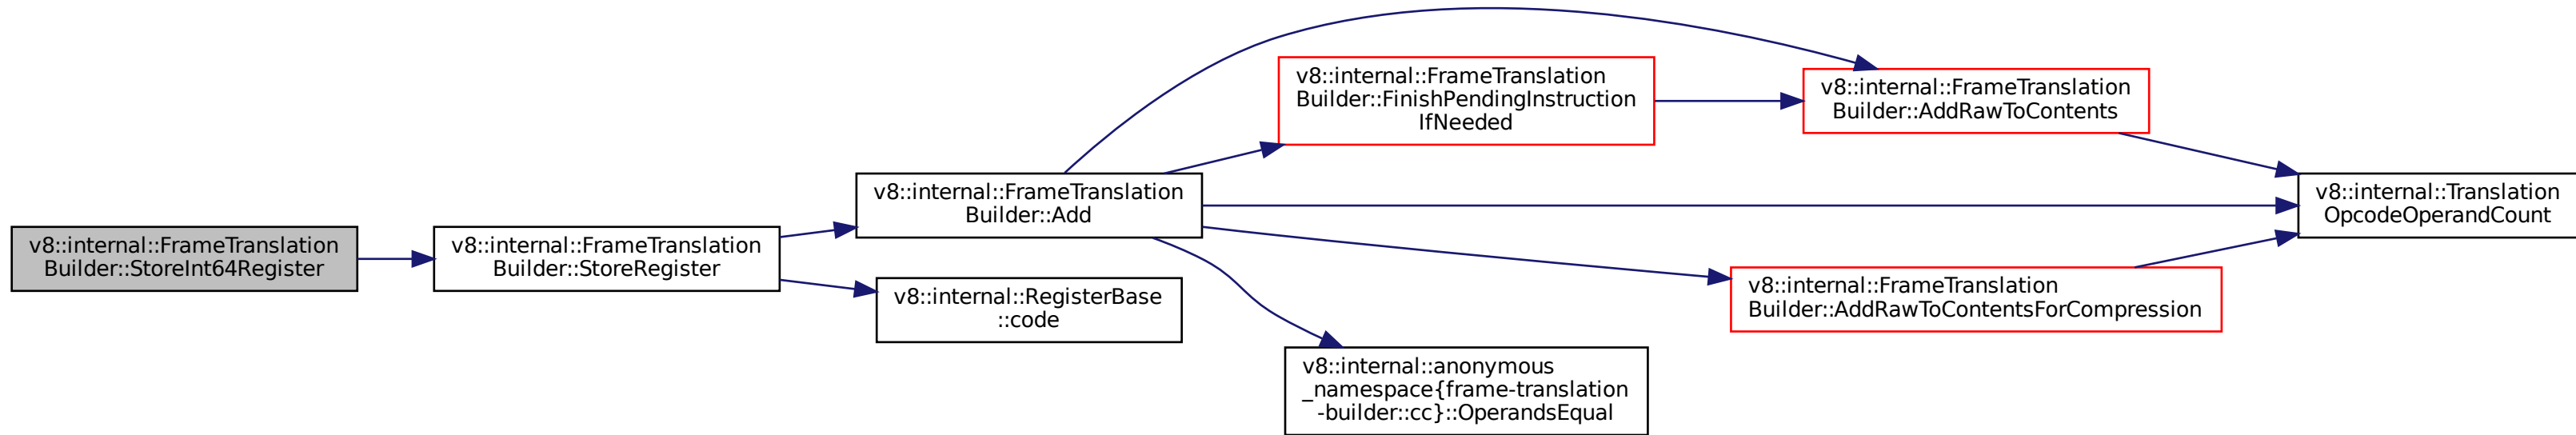 v8::internal::FrameTranslation
Builder::StoreInt64Register
v8::internal::FrameTranslation
Builder::StoreRegister
v8::internal::FrameTranslation
Builder::Add
v8::internal::RegisterBase
::code
v8::internal::FrameTranslation
Builder::FinishPendingInstruction
IfNeeded
v8::internal::anonymous
_namespace{frame-translation
-builder::cc}::OperandsEqual
v8::internal::FrameTranslation
Builder::AddRawToContents
v8::internal::FrameTranslation
Builder::AddRawToContentsForCompression
v8::internal::Translation
OpcodeOperandCount